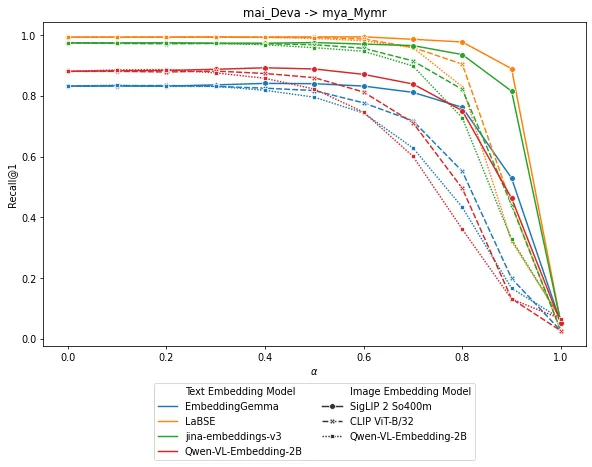 mai_Deva -> mya_Mymr
1.0
0.8
0.6
0.4
0.2
0.0
Recall@1
0.0 0.2 0.4 0.6 0.8 1.0
α
Text Embedding Model Image Embedding Model
EmbeddingGemma SigLIP 2 So400m
LaBSE CLIP ViT-B/32
jina-embeddings-v3 Qwen-VL-Embedding-2B
Qwen-VL-Embedding-2B